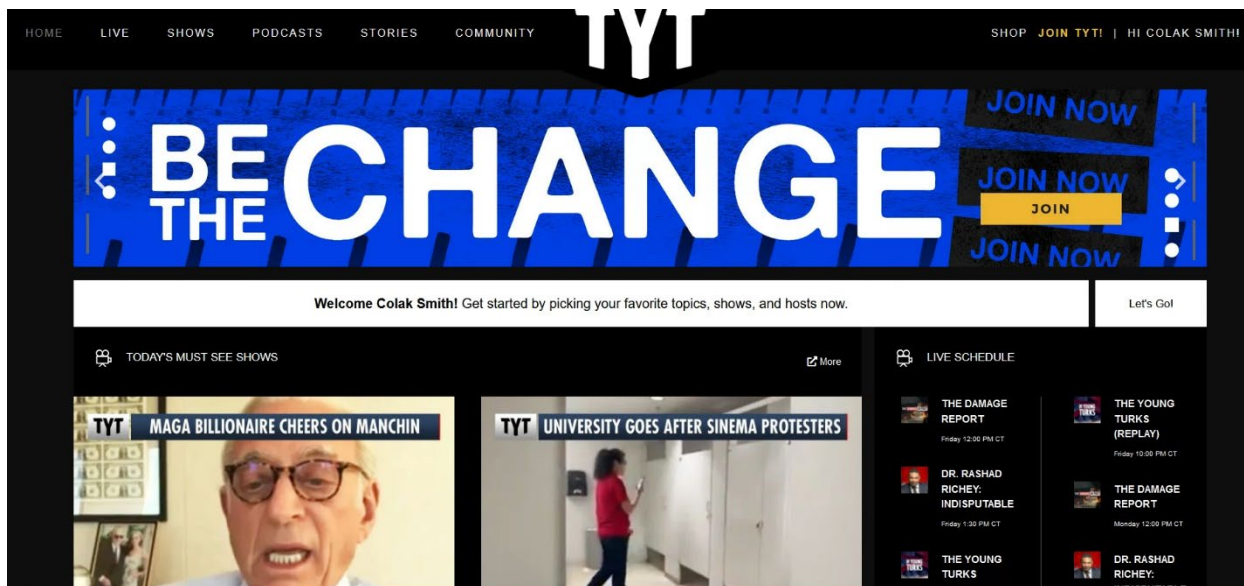 HOME LIVE SHOWS PODCASTS STORIES COMMUNITY TYT SHOP JOIN TYT! | HI COLAK SMITH!
BE THE CHANGE
JOIN NOW
JOIN NOW
JOIN
JOIN NOW
Welcome Colak Smith! Get started by picking your favorite topics, shows, and hosts now.
Let's Go!
TODAY'S MUST SEE SHOWS
More
TYT MAGA BILLIONAIRE CHEERS ON MANCHIN
TYT UNIVERSITY GOES AFTER SINEMA PROTESTERS
LIVE SCHEDULE
THE DAMAGE
REPORT
Friday 12:00 PM CT
DR. RASHAD
RICHEY:
INDISPUTABLE
Friday 1:30 PM CT
THE YOUNG
TURKS
THE YOUNG
TURKS
(REPLAY)
Friday 10:00 PM CT
THE DAMAGE
REPORT
Monday 12:00 PM CT
DR. RASHAD
RICHEY: